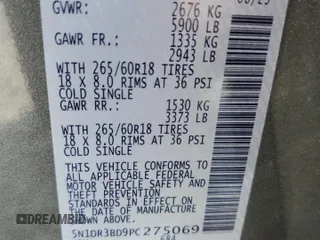 GVWR: 2676 KG
5900 LB
GAWR FR.: 1335 KG
2943 LB
WITH 265/60R18 TIRES
18 X 8.0 RIMS AT 36 PSI
COLD SINGLE
GAWR RR.: 1530 KG
3373 LB
WITH 265/60R18 TIRES
18 X 8.0 RIMS AT 36 PSI
COLD SINGLE
THIS VEHICLE CONFORMS TO
ALL APPLICABLE FEDERAL
MOTOR VEHICLE SAFETY AND
THEFT PREVENTION STANDARDS
IN EFFECT ON THE DATE OF
MANUFACTURE SHOWN ABOVE.
5N1DR3BD9PC275069
DREAMBID.com